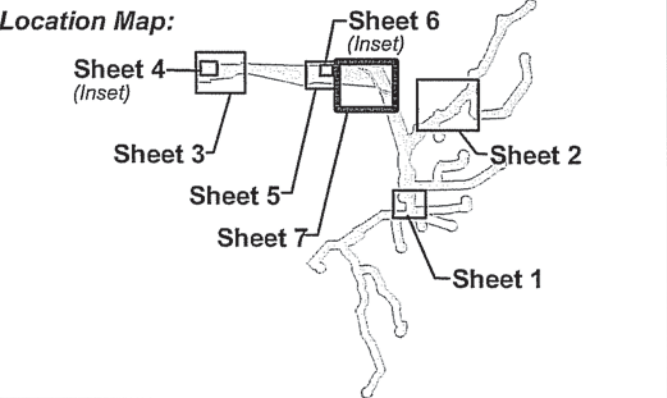 Location Map:
Sheet 6
(Inset)
Sheet 4
(Inset)
Sheet 3
Sheet 2
Sheet 5
Sheet 7
Sheet 1